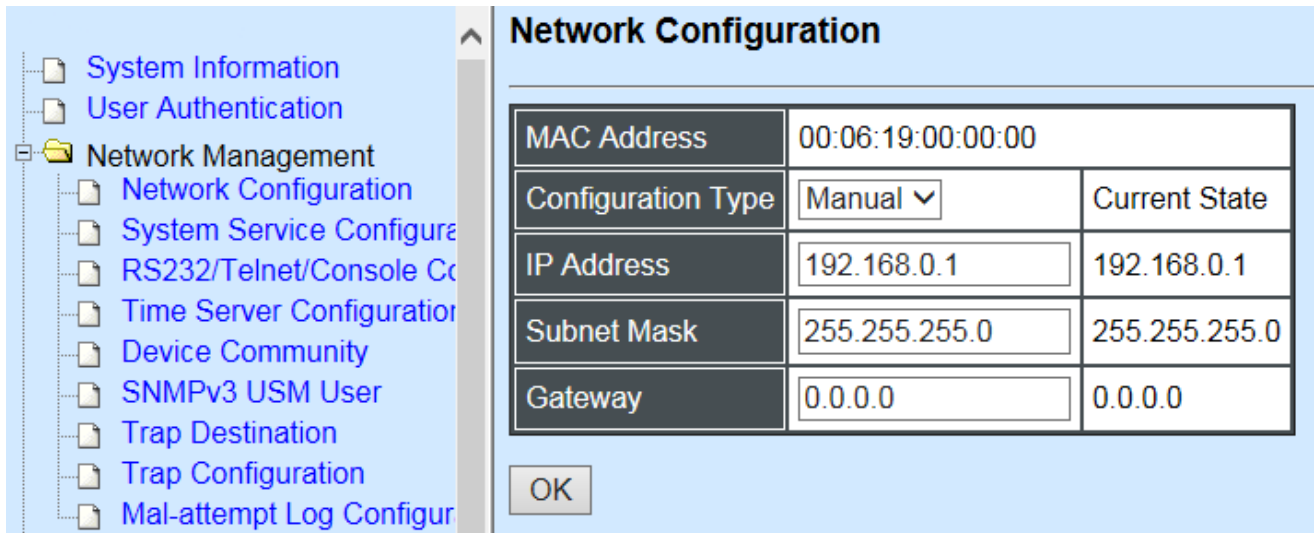 System Information
User Authentication
Network Management
Network Configuration
System Service Configura
RS232/Telnet/Console Co
Time Server Configuration
Device Community
SNMPv3 USM User
Trap Destination
Trap Configuration
Mal-attempt Log Configur
Network Configuration
MAC Address 00:06:19:00:00:00
Configuration Type Manual Current State
IP Address 192.168.0.1 192.168.0.1
Subnet Mask 255.255.255.0 255.255.255.0
Gateway 0.0.0.0 0.0.0.0
OK